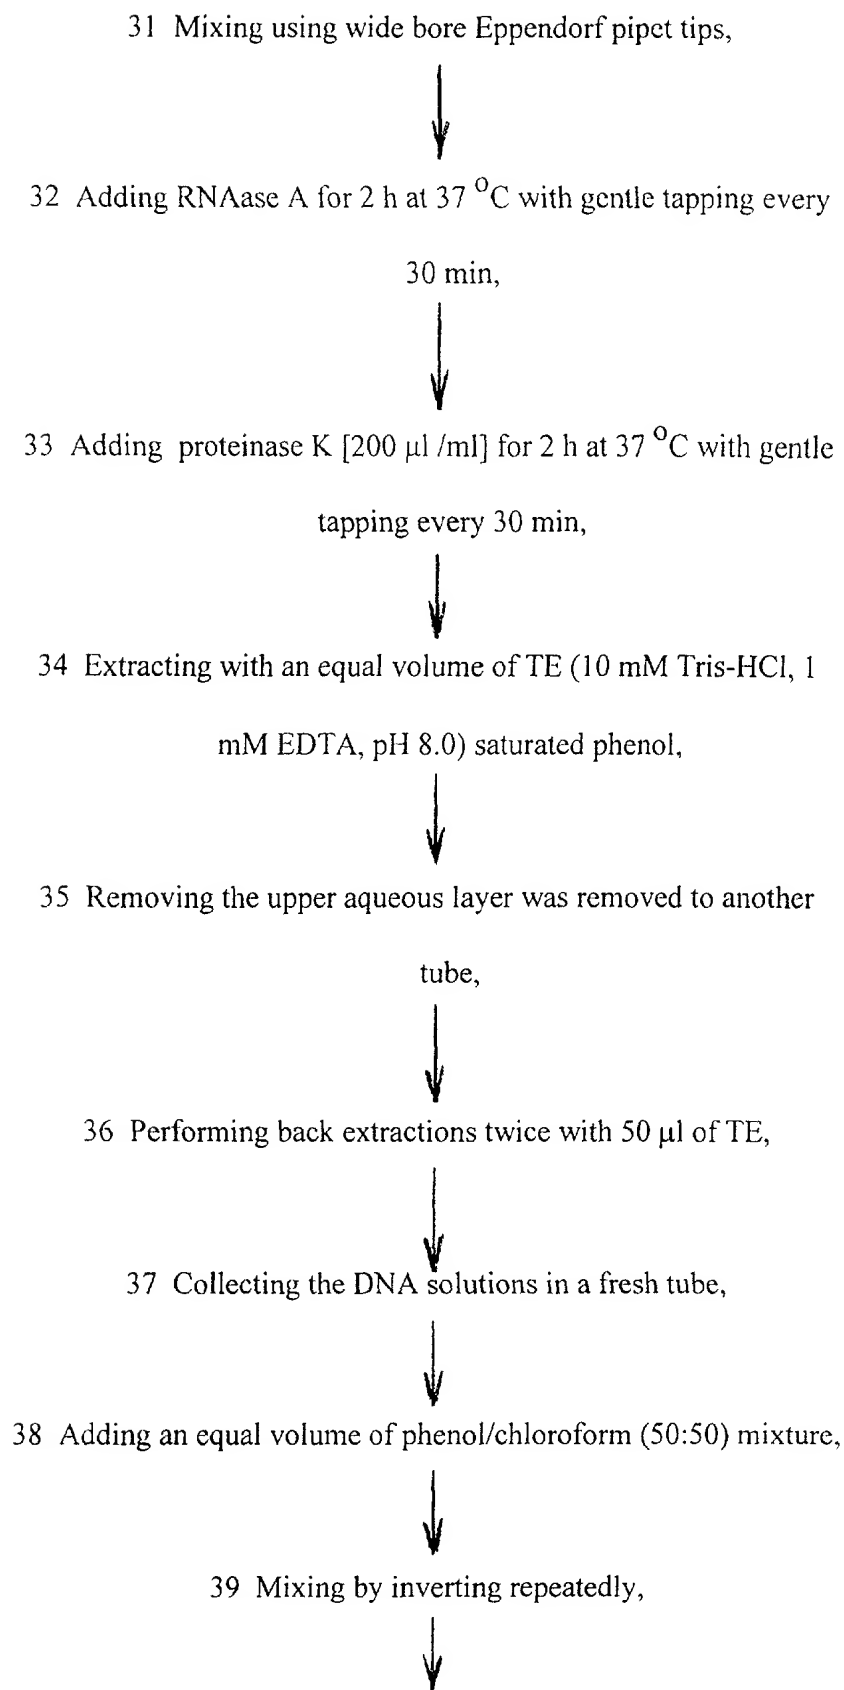 31 Mixing using wide bore Eppendorf pipet tips,
32 Adding RNAase A for 2 h at 37 °C with gentle tapping every
30 min,
33 Adding proteinase K [200 µl /ml] for 2 h at 37 °C with gentle
tapping every 30 min,
34 Extracting with an equal volume of TE (10 mM Tris-HCl, 1
mM EDTA, pH 8.0) saturated phenol,
35 Removing the upper aqueous layer was removed to another
tube,
36 Performing back extractions twice with 50 µl of TE,
37 Collecting the DNA solutions in a fresh tube,
38 Adding an equal volume of phenol/chloroform (50:50) mixture,
39 Mixing by inverting repeatedly,